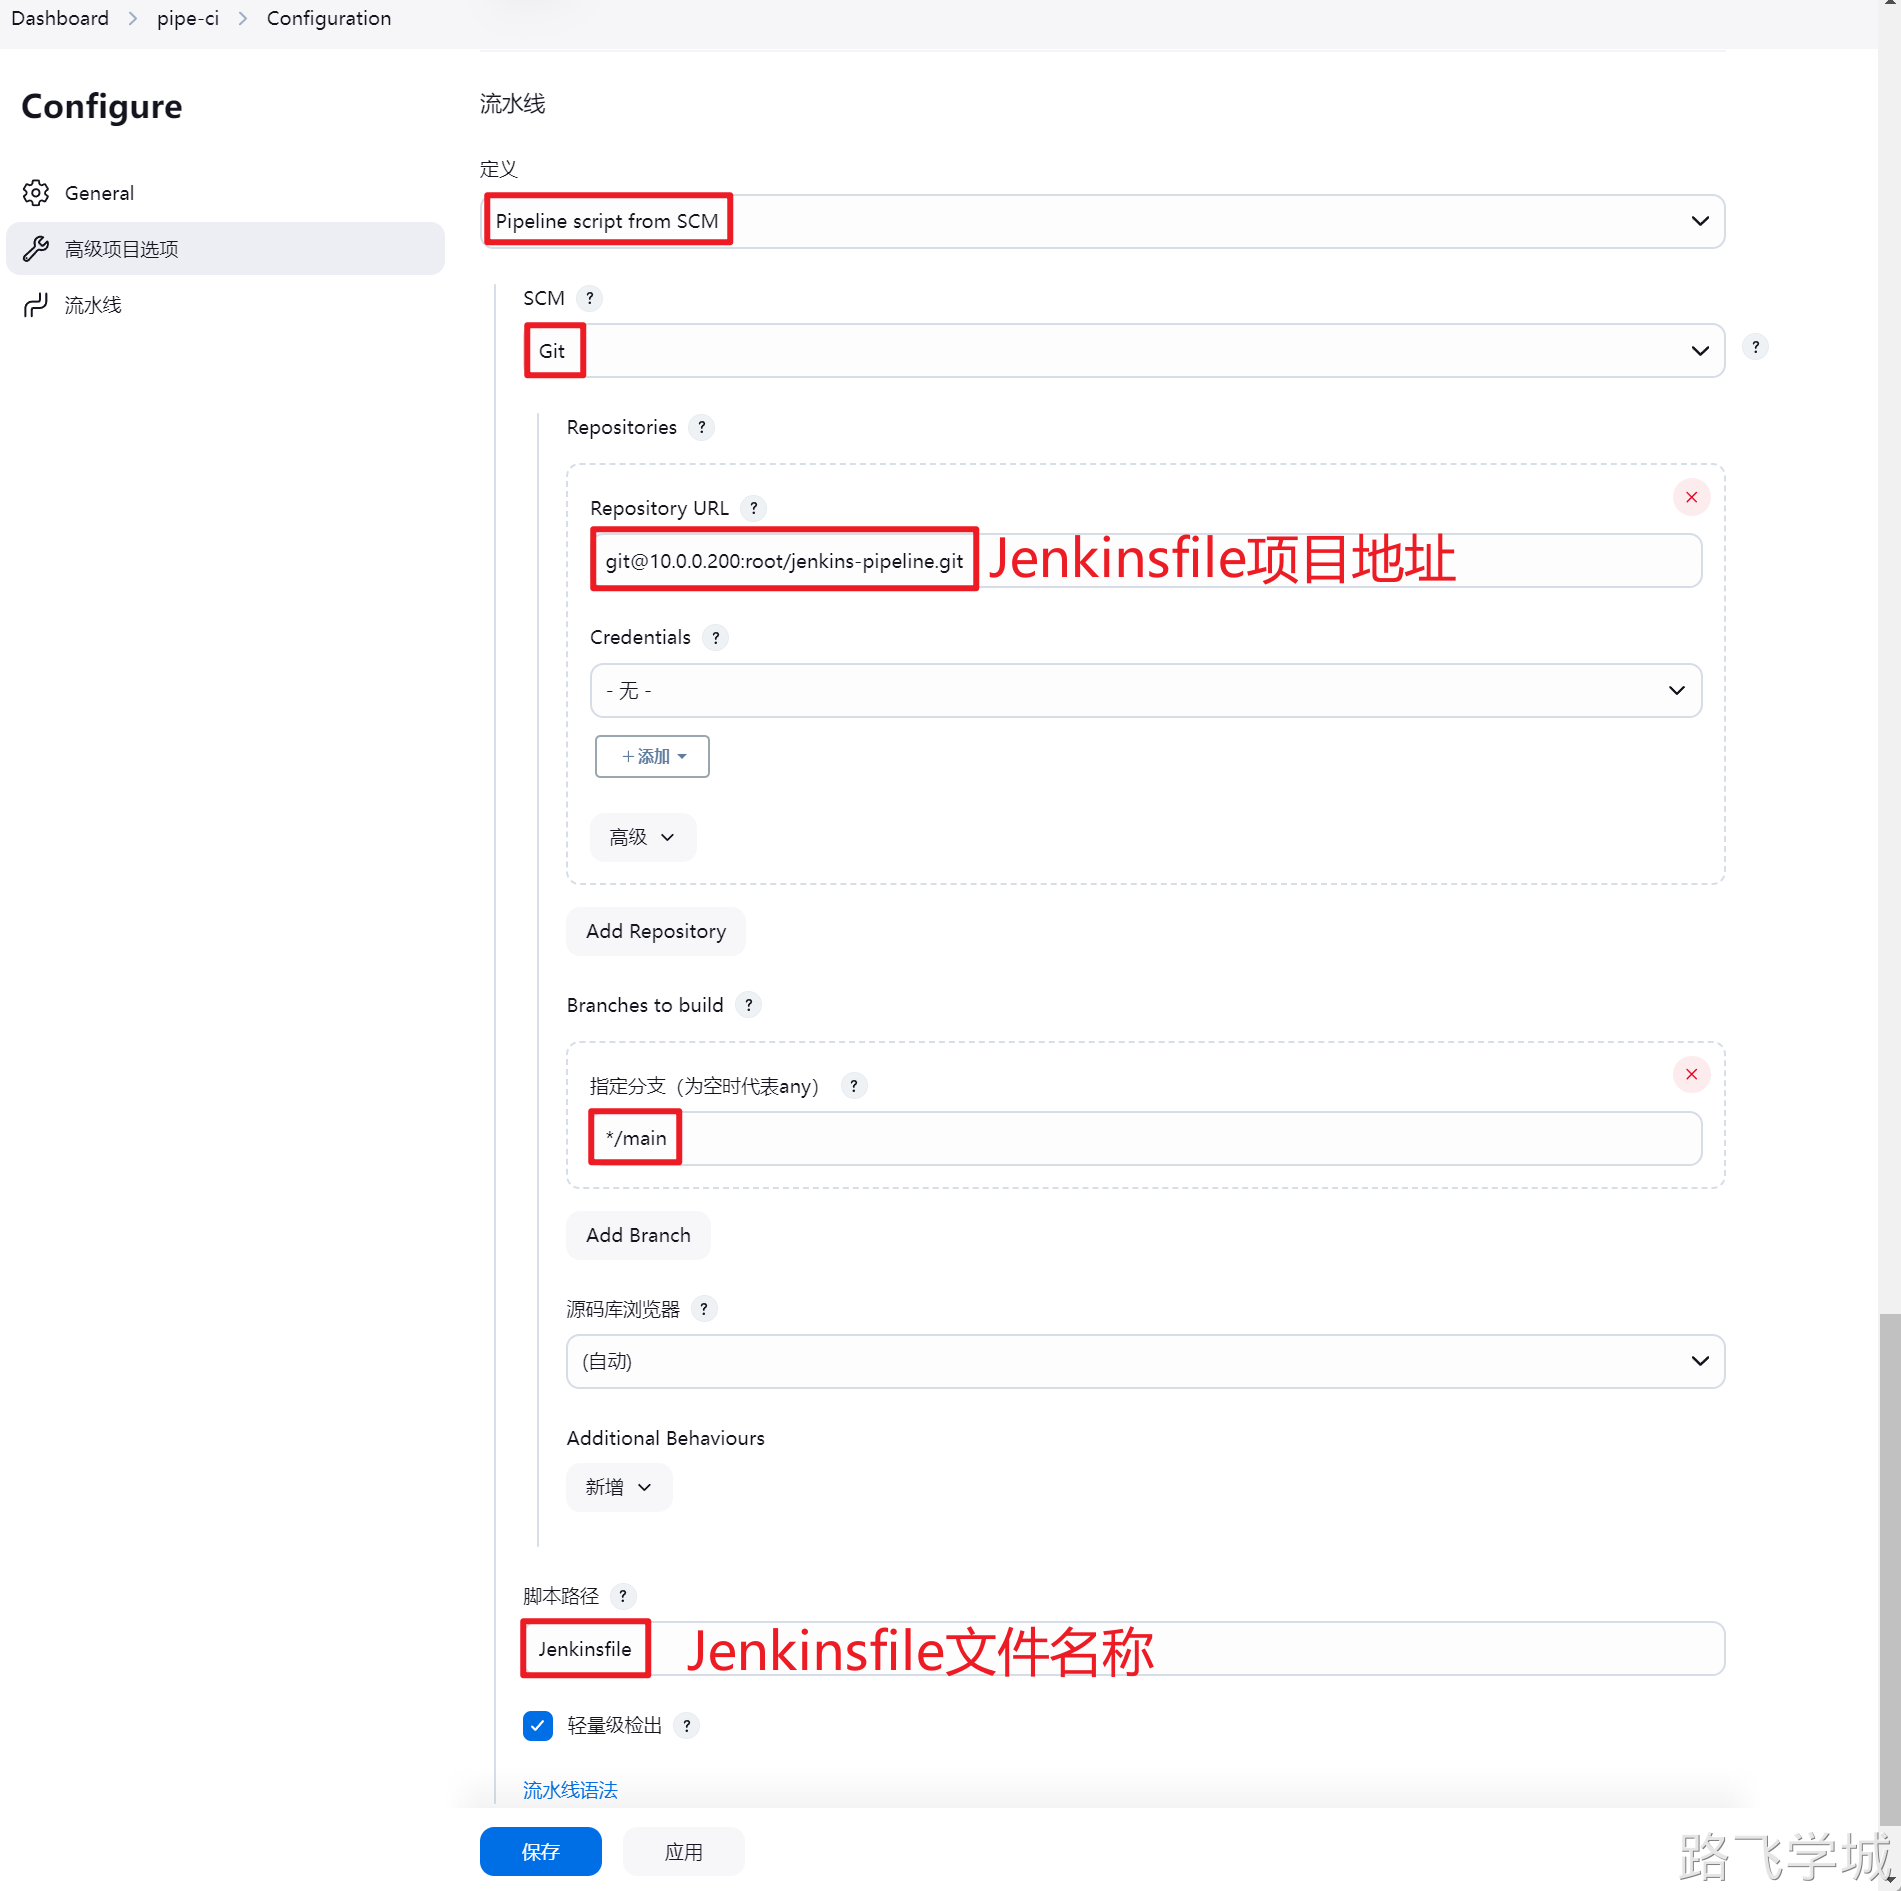 Dashboard > pipe-ci > Configuration
Configure
General
高级项目选项
流水线
流水线
定义
Pipeline script from SCM
SCM ?
Git
?
Repositories ?
Repository URL ?
git@10.0.0.200:root/jenkins-pipeline.git Jenkinsfile项目地址
Credentials ?
- 无 -
+添加
高级
Add Repository
Branches to build ?
指定分支（为空时代表any） ?
*/main
Add Branch
源码库浏览器 ?
(自动)
Additional Behaviours
新增
脚本路径 ?
Jenkinsfile Jenkinsfile文件名称
轻量级检出 ?
流水线语法
保存 应用
路飞学城